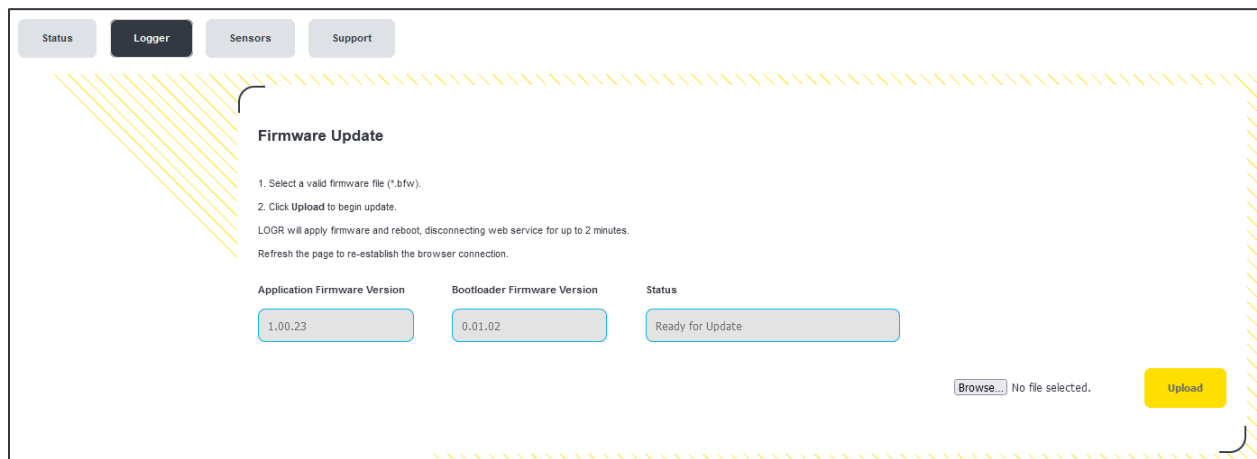 Status Logger Sensors Support
Firmware Update
1. Select a valid firmware file (*.bfw).
2. Click Upload to begin update.
LOGR will apply firmware and reboot, disconnecting web service for up to 2 minutes.
Refresh the page to re-establish the browser connection.
Application Firmware Version Bootloader Firmware Version Status
1.00.23 0.01.02 Ready for Update
Browse... No file selected. Upload